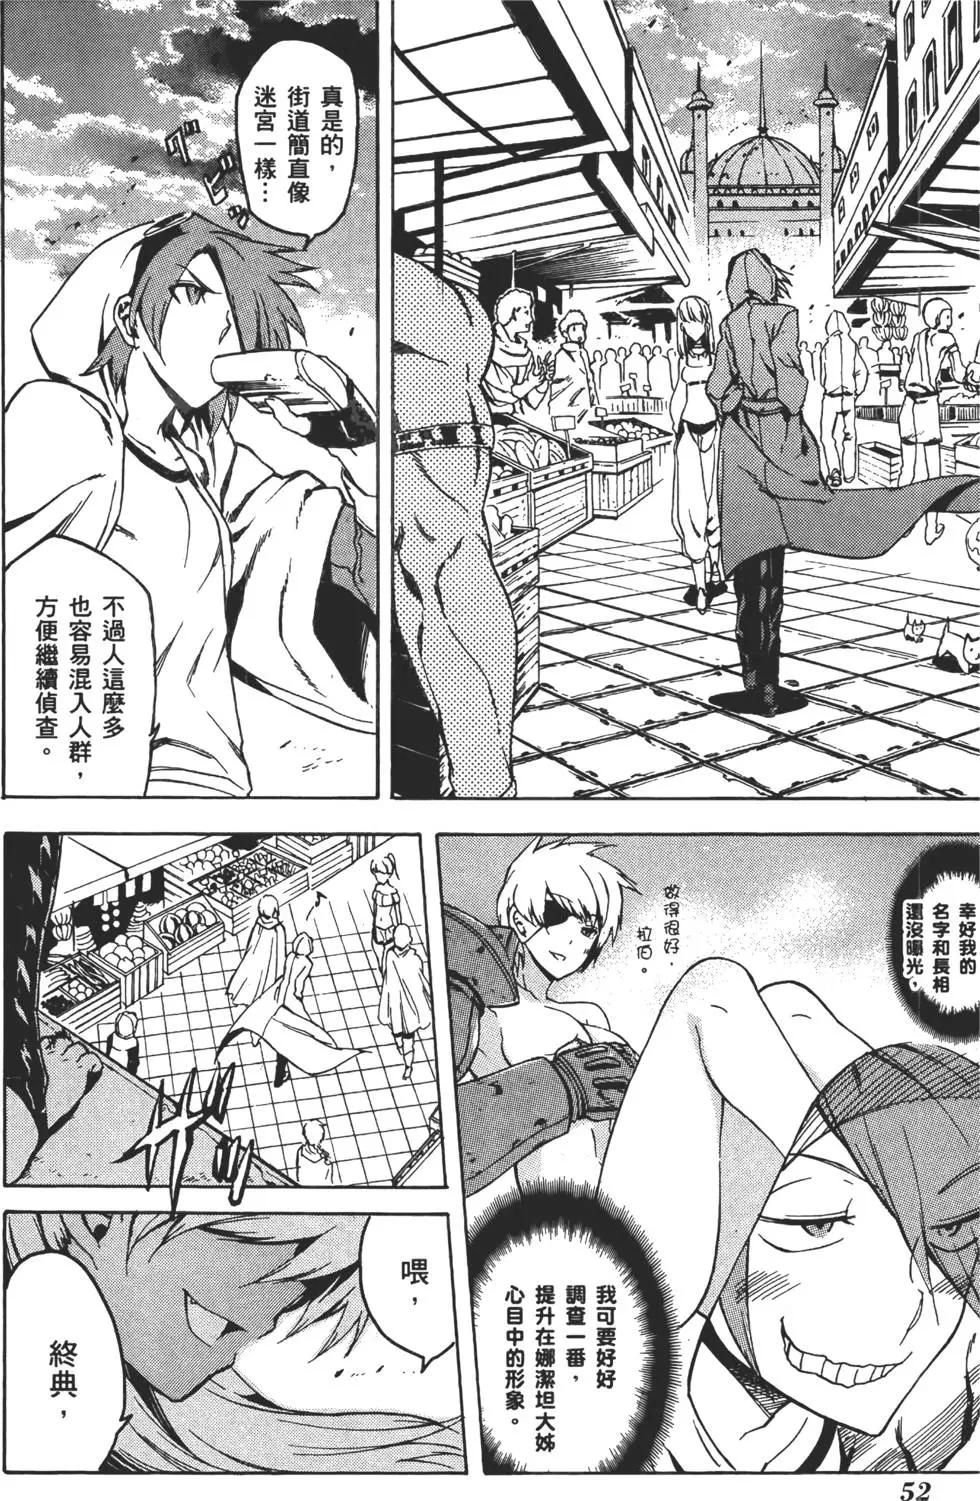 真是的，
街道簡直像
迷宮一樣…
不過人這麼多
也容易混入人群，
方便繼續偵查。
幸好我的
名字和長相
還沒曝光，
做得很好，
拉伯。
我可要好好
調查一番，
提升在娜潔坦大姊
心目中的形象。
喂，
終典，
52